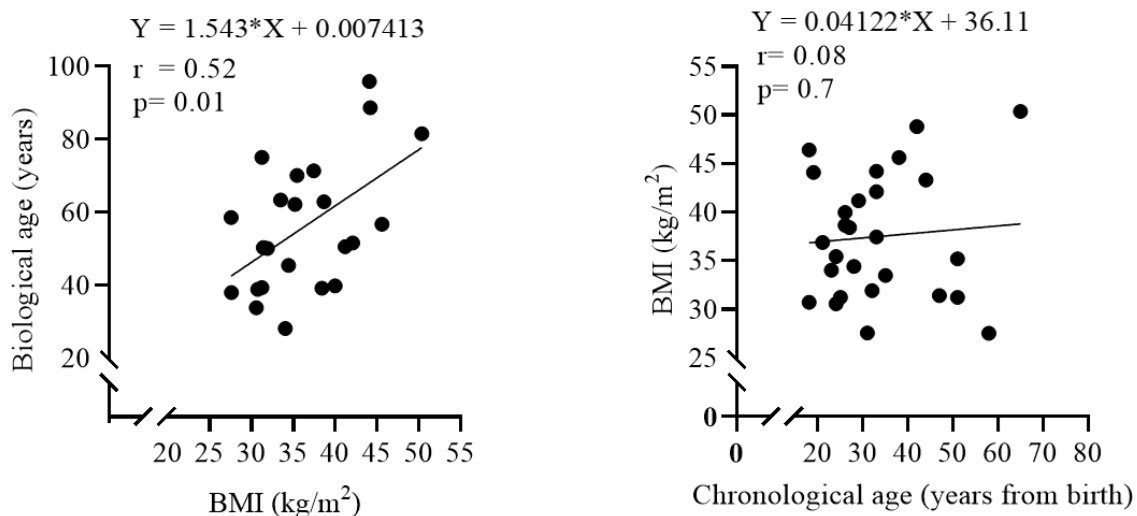 Y = 1.543*X + 0.007413
r = 0.52
p= 0.01
Biological age (years)
100
80
60
40
20
20 25 30 35 40 45 50 55
BMI (kg/m²)
Y = 0.04122*X + 36.11
r= 0.08
p= 0.7
BMI (kg/m²)
55
50
45
40
35
30
25
0
0 20 30 40 50 60 70 80
Chronological age (years from birth)